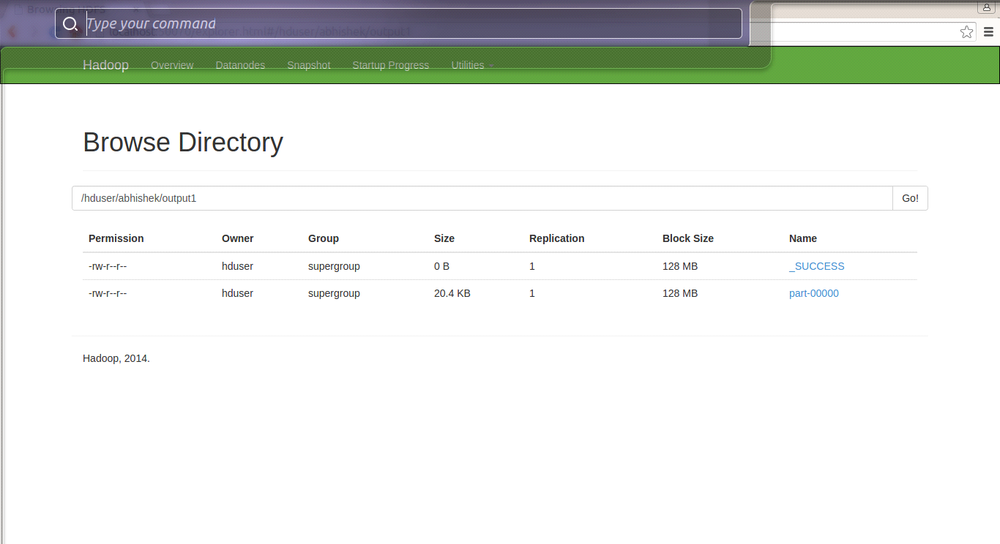 Browsing HDFS
Type your command
localhost:50070/explorer.html#/hduser/abhishek/output1
Hadoop Overview Datanodes Snapshot Startup Progress Utilities
Browse Directory
/hduser/abhishek/output1 Go!
Permission Owner Group Size Replication Block Size Name
-rw-r--r-- hduser supergroup 0 B 1 128 MB _SUCCESS
-rw-r--r-- hduser supergroup 20.4 KB 1 128 MB part-00000
Hadoop, 2014.